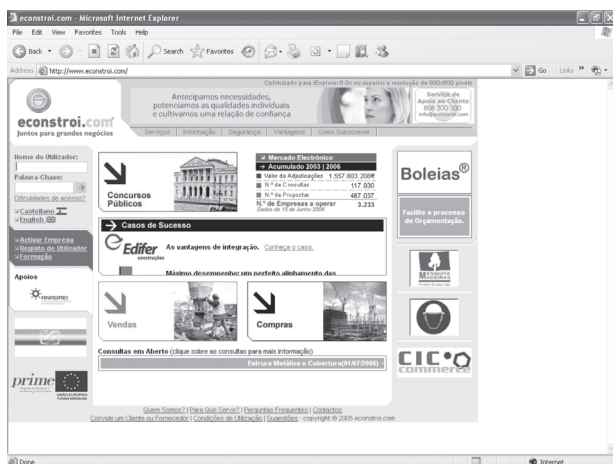 econstroi.com - Microsoft Internet Explorer
File Edit View Favorites Tools Help
Back Search Favorites
Address http://www.econstroi.com/ Go Links »
Optimizado para IExplorer 6.0x ou superior e resolução de 800x600 pixels
Antecipamos necessidades,
potenciamos as qualidades individuais
e cultivamos uma relação de confiança
Serviço de
Apoio ao Cliente
808 300 300
info@econstroi.com
econstroi.com
Juntos para grandes negócios
Serviços | Informação | Segurança | Vantagens | Como Subscrever
Nome do Utilizador:
Palavra-Chave:
Dificuldades de acesso?
Castellano
English
Activar Empresa
Registo de Utilizador
Formação
Apoios
ANAGREI
prime
UNIÃO EUROPEIA
Concursos
Públicos
Mercado Electrónico
Acumulado 2003 | 2006
Valor de Adjudicações 1.557.803.208€
N.º de Consultas 117.930
N.º de Propostas 467.037
N.º de Empresas a operar 3.233
Dados de 15 de Junho 2006
Casos de Sucesso
Edifer
construções
As vantagens de integração. Conheça o caso.
Máximo desempenho: um perfeito alinhamento das
Vendas
Compras
Consultas em Aberto (clique sobre as consultas para mais informação)
Estrura Metálica e Cobertura(01/07/2006)
Boleias®
Facilite o processo
de Orçamentação.
MESQUITA
MADEIRAS
CIC
commerce
Quem Somos? | Para Que Serve? | Perguntas Frequentes | Contactos
Convide um Cliente ou Fornecedor | Condições de Utilização | Sugestões - copyright © 2005 econstroi.com
Done Internet